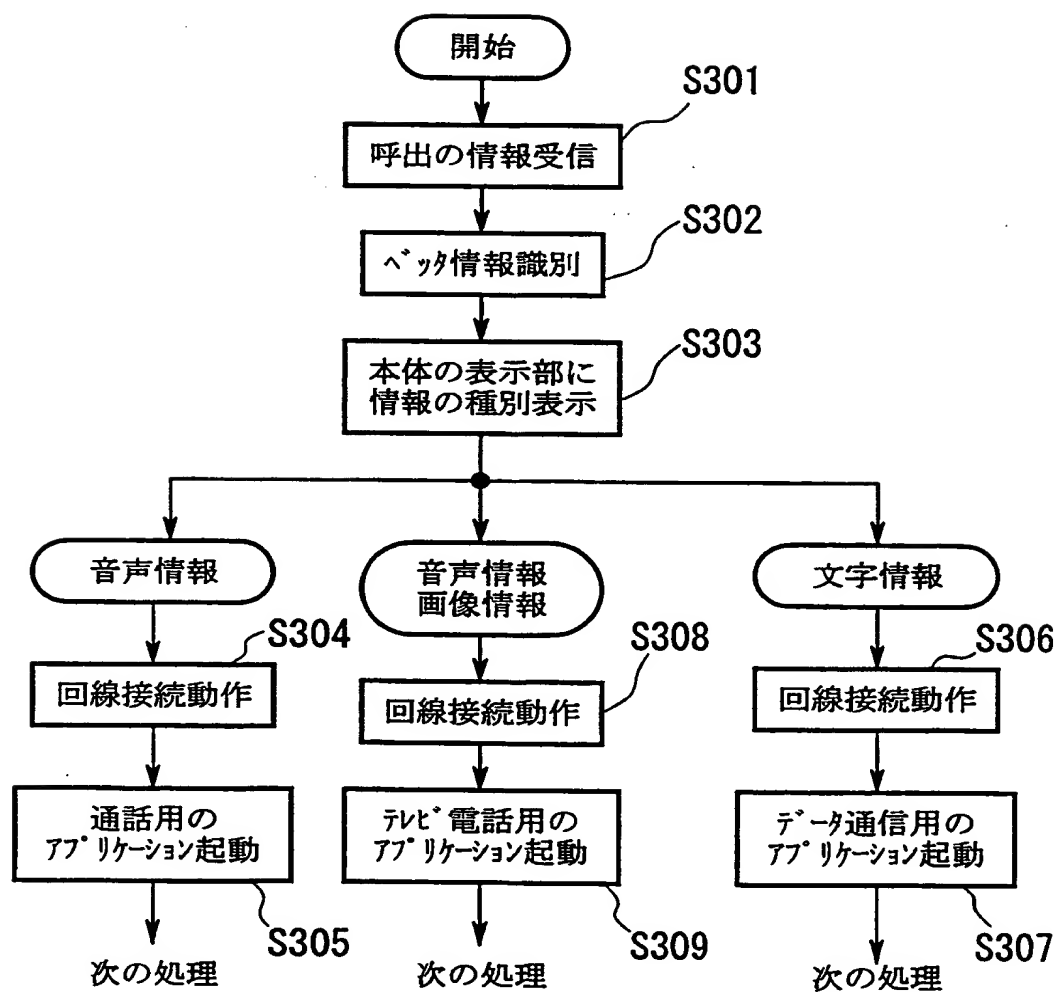 開始
S301
呼出の情報受信
S302
ベッタ情報識別
S303
本体の表示部に
情報の種別表示
音声情報
音声情報
画像情報
文字情報
S304
回線接続動作
S308
回線接続動作
S306
回線接続動作
通話用の
アプリケーション起動
S305
テレビ電話用の
アプリケーション起動
S309
データ通信用の
アプリケーション起動
S307
次の処理
次の処理
次の処理